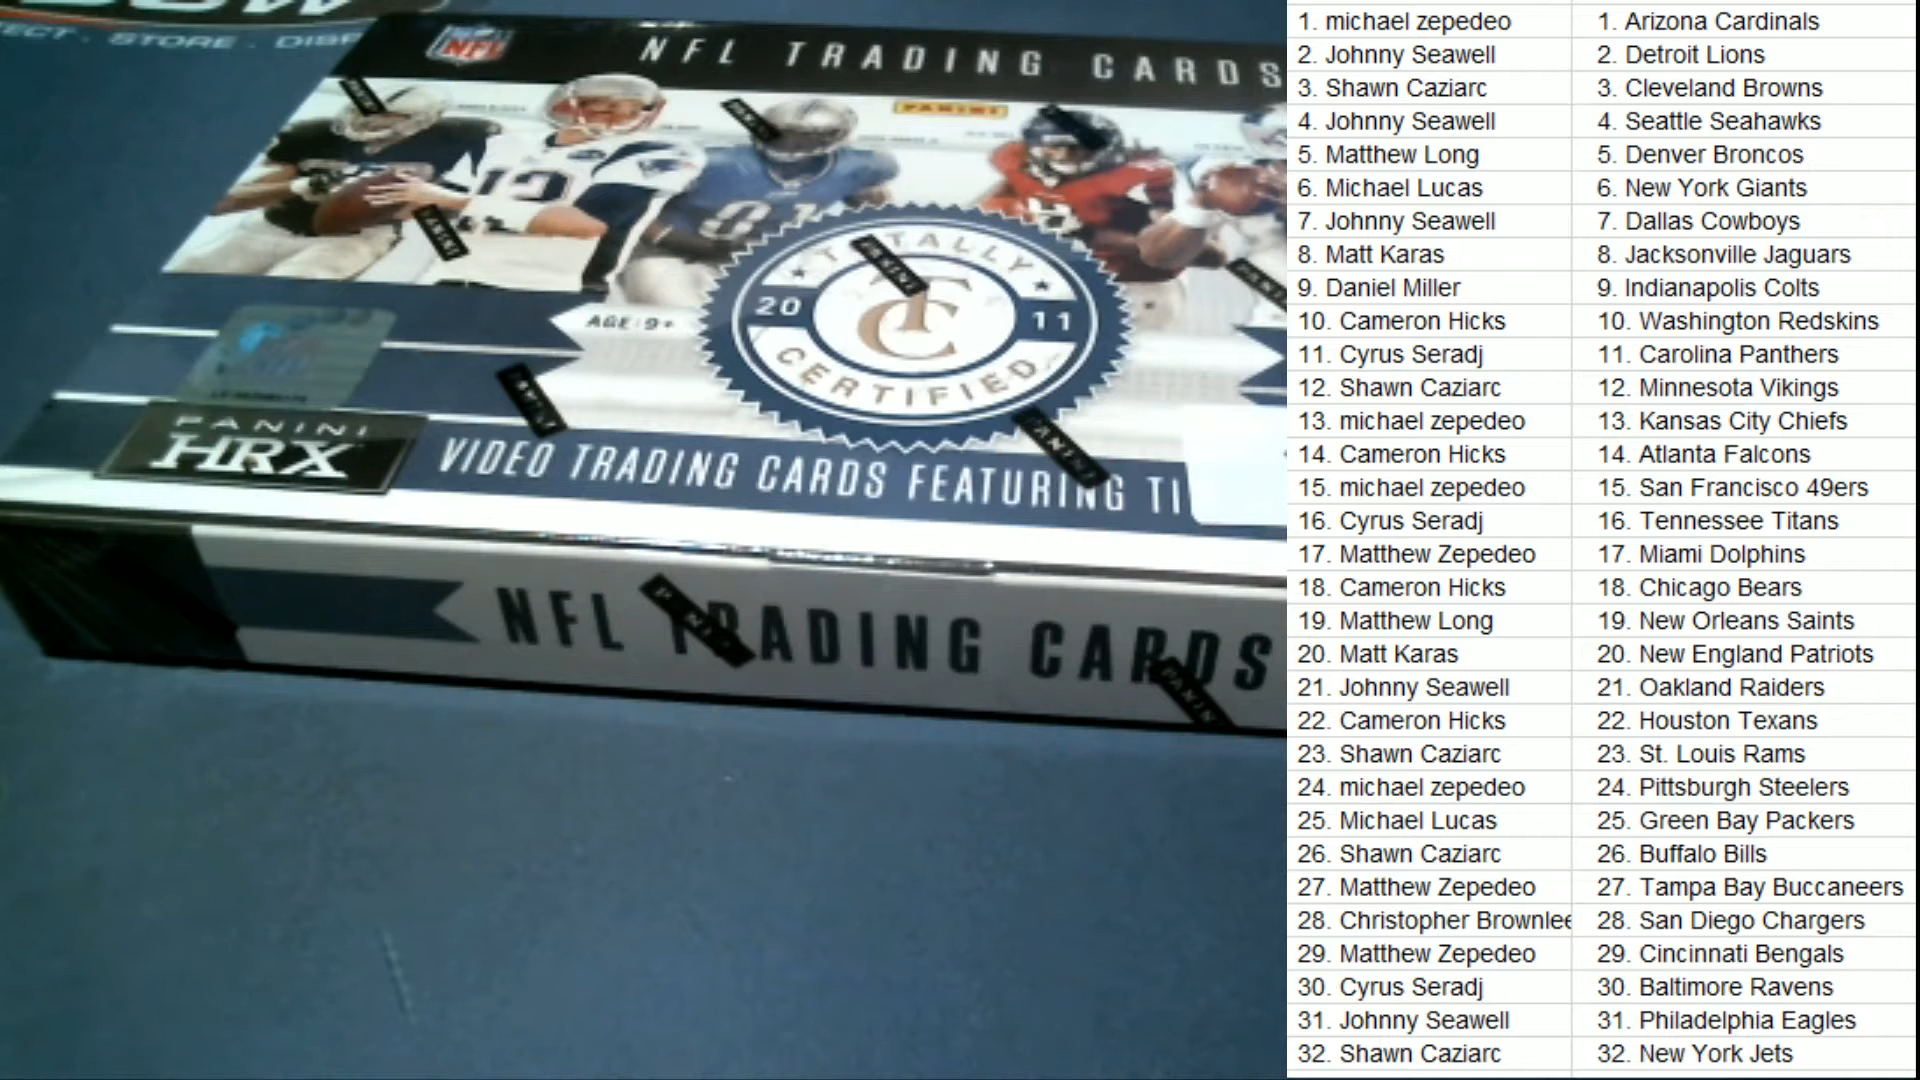 ECT . STORE .
NFL
NFL TRADING CARDS
PANINI
TOTALLY
20 11
TC
CERTIFIED
AGE: 9+
PANINI
HRX
VIDEO TRADING CARDS FEATURING TI
NFL TRADING CARDS
1. michael zepedeo 1. Arizona Cardinals
2. Johnny Seawell 2. Detroit Lions
3. Shawn Caziarc 3. Cleveland Browns
4. Johnny Seawell 4. Seattle Seahawks
5. Matthew Long 5. Denver Broncos
6. Michael Lucas 6. New York Giants
7. Johnny Seawell 7. Dallas Cowboys
8. Matt Karas 8. Jacksonville Jaguars
9. Daniel Miller 9. Indianapolis Colts
10. Cameron Hicks 10. Washington Redskins
11. Cyrus Seradj 11. Carolina Panthers
12. Shawn Caziarc 12. Minnesota Vikings
13. michael zepedeo 13. Kansas City Chiefs
14. Cameron Hicks 14. Atlanta Falcons
15. michael zepedeo 15. San Francisco 49ers
16. Cyrus Seradj 16. Tennessee Titans
17. Matthew Zepedeo 17. Miami Dolphins
18. Cameron Hicks 18. Chicago Bears
19. Matthew Long 19. New Orleans Saints
20. Matt Karas 20. New England Patriots
21. Johnny Seawell 21. Oakland Raiders
22. Cameron Hicks 22. Houston Texans
23. Shawn Caziarc 23. St. Louis Rams
24. michael zepedeo 24. Pittsburgh Steelers
25. Michael Lucas 25. Green Bay Packers
26. Shawn Caziarc 26. Buffalo Bills
27. Matthew Zepedeo 27. Tampa Bay Buccaneers
28. Christopher Brownlee 28. San Diego Chargers
29. Matthew Zepedeo 29. Cincinnati Bengals
30. Cyrus Seradj 30. Baltimore Ravens
31. Johnny Seawell 31. Philadelphia Eagles
32. Shawn Caziarc 32. New York Jets